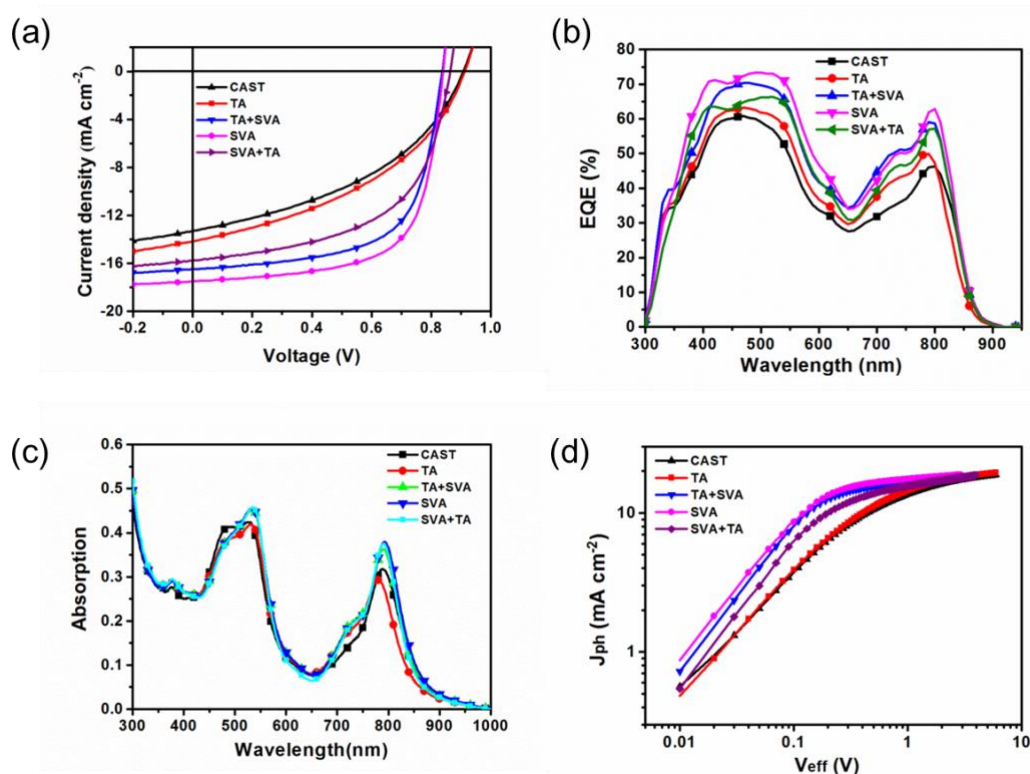 (a)
0
-4
-8
-12
-16
-20
-0.2 0.0 0.2 0.4 0.6 0.8 1.0
Current density (mA cm⁻²)
Voltage (V)
CAST
TA
TA+SVA
SVA
SVA+TA
(b)
80
70
60
50
40
30
20
10
0
300 400 500 600 700 800 900
EQE (%)
Wavelength (nm)
CAST
TA
TA+SVA
SVA
SVA+TA
(c)
0.6
0.5
0.4
0.3
0.2
0.1
0.0
300 400 500 600 700 800 900 1000
Absorption
Wavelength(nm)
CAST
TA
TA+SVA
SVA
SVA+TA
(d)
10
1
0.01 0.1 1 10
Jph (mA cm⁻²)
Veff (V)
CAST
TA
TA+SVA
SVA
SVA+TA